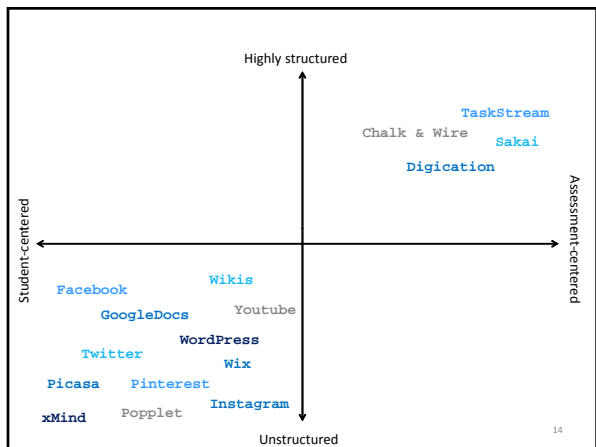 Highly structured
TaskStream
Chalk & Wire
Sakai
Digication
Student-centered
Assessment-centered
Wikis
Facebook
Youtube
GoogleDocs
WordPress
Twitter
Wix
Picasa
Pinterest
Instagram
Popplet
xMind
Unstructured
14